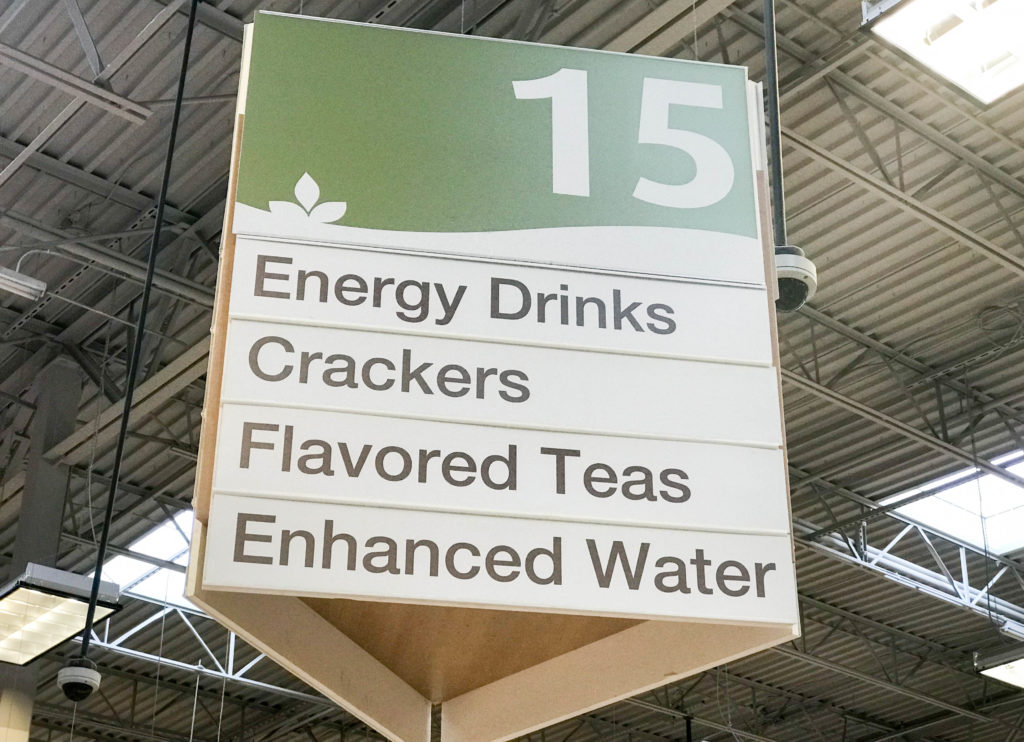 15
Energy Drinks
Crackers
Flavored Teas
Enhanced Water